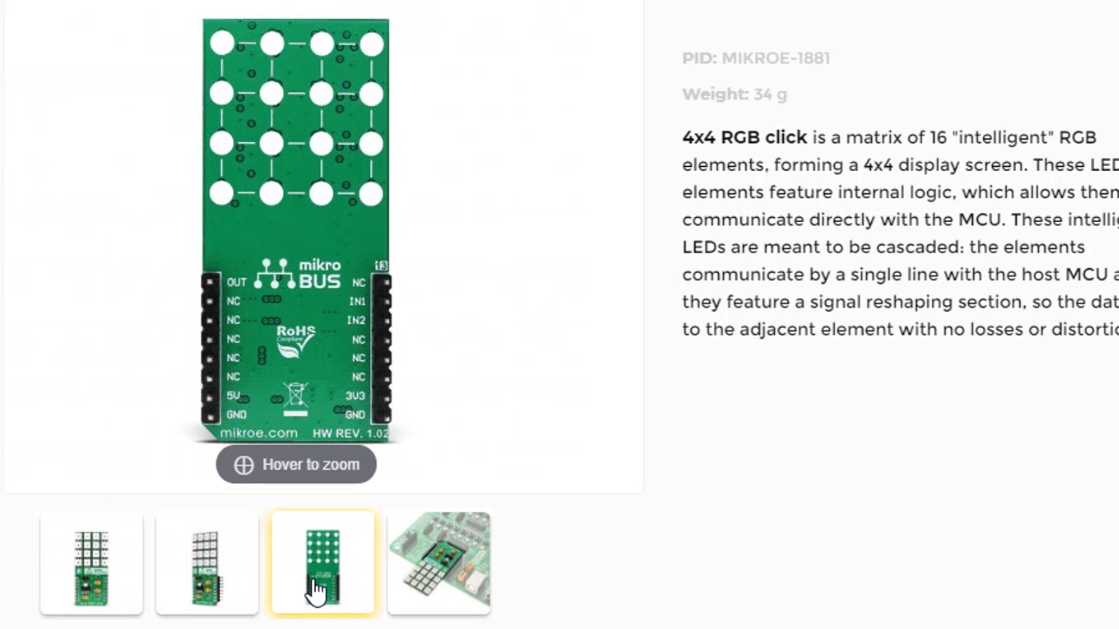 PID: MIKROE-1881
Weight: 34 g
4x4 RGB click is a matrix of 16 "intelligent" RGB
elements, forming a 4x4 display screen. These LED
elements feature internal logic, which allows then
communicate directly with the MCU. These intellig
LEDs are meant to be cascaded: the elements
communicate by a single line with the host MCU a
they feature a signal reshaping section, so the dat
to the adjacent element with no losses or distortic
mikro
BUS
13
OUT NC
NC IN1
NC IN2
RoHS
Compliant
NC NC
NC NC
NC NC
5V 3V3
GND GND
mikroe.com HW REV. 1.02
Hover to zoom